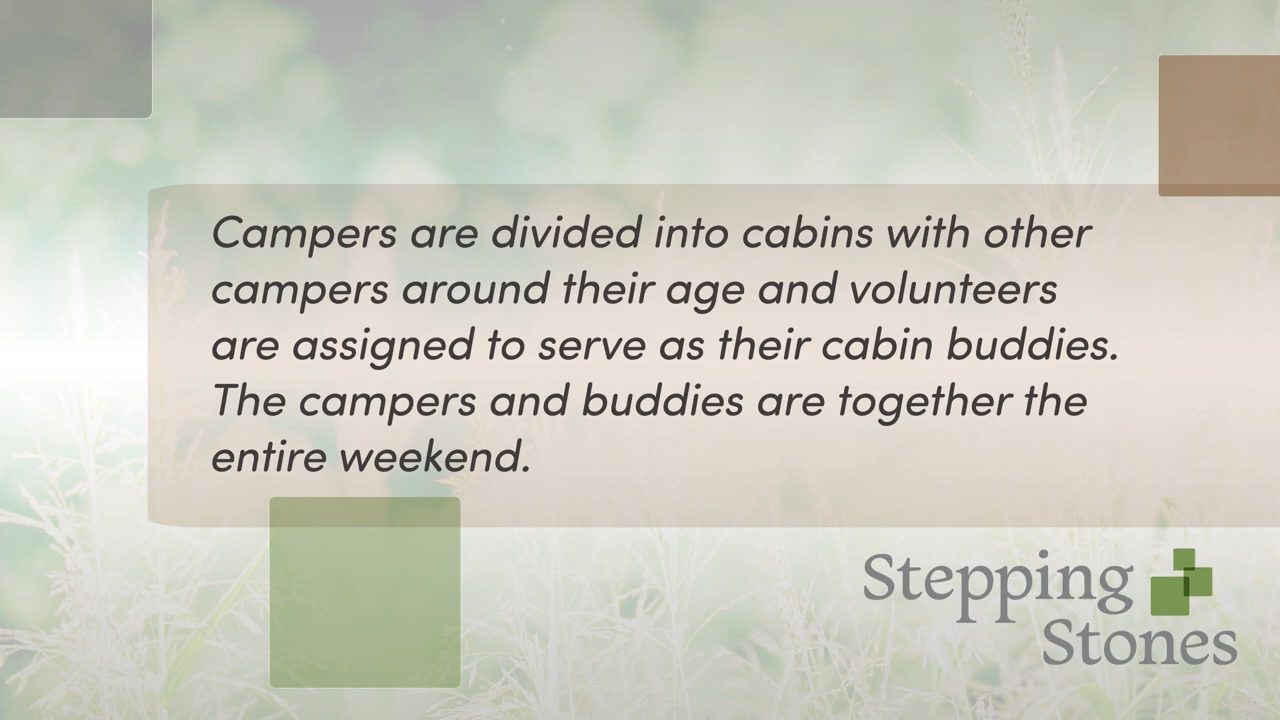 Campers are divided into cabins with other
campers around their age and volunteers
are assigned to serve as their cabin buddies.
The campers and buddies are together the
entire weekend.
Stepping
Stones